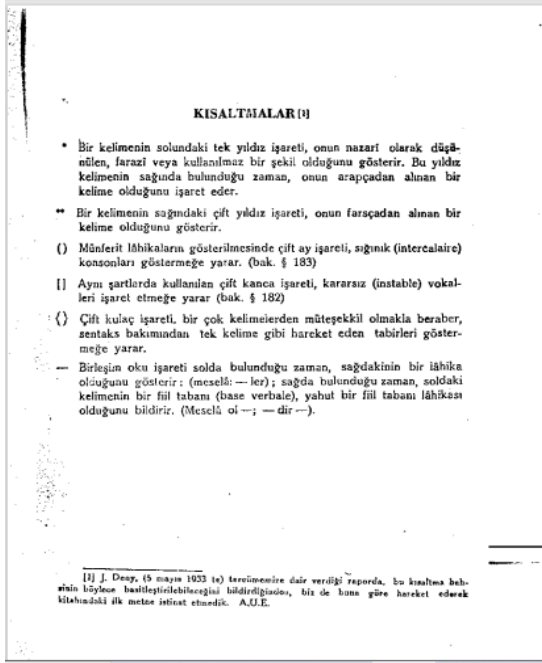 KISALTMALAR [1]
* Bir kelimenin solundaki tek yıldız işareti, onun nazarî olarak düşü-
nülen, farazî veya kullanılmaz bir şekil olduğunu gösterir. Bu yıldız
kelimenin sağında bulunduğu zaman, onun arapçadan alınan bir
kelime olduğunu işaret eder.
** Bir kelimenin sağındaki çift yıldız işareti, onun farsçadan alınan bir
kelime olduğunu gösterir.
() Münferit lâhikaların gösterilmesinde çift ay işareti, sığınık (intercalaire)
konsonları göstermeğe yarar. (bak. § 183)
[] Aynı şartlarda kullanılan çift kanca işareti, kararsız (instable) vokal-
leri işaret etmeğe yarar (bak. § 182)
{} Çift kulaç işareti, bir çok kelimelerden müteşekkil olmakla beraber,
sentaks bakımından tek kelime gibi hareket eden tabirleri göster-
meğe yarar.
— Birleşim oku işareti solda bulunduğu zaman, sağdakinin bir lâhika
olduğunu gösterir: (meselâ: — ler); sağda bulunduğu zaman, soldaki
kelimenin bir fiil tabanı (base verbale), yahut bir fiil tabanı lâhikası
olduğunu bildirir. (Meselâ ol —; — dir —).
[1] J. Deny, (5 mayıs 1933 te) tercümemize dair verdiği raporda, bu kısaltma bah-
sinin böylece basitleştirilebileceğini bildirdiğinden, biz de buna göre hareket ederek
kitabındaki ilk metne istinat etmedik. A.U.E.